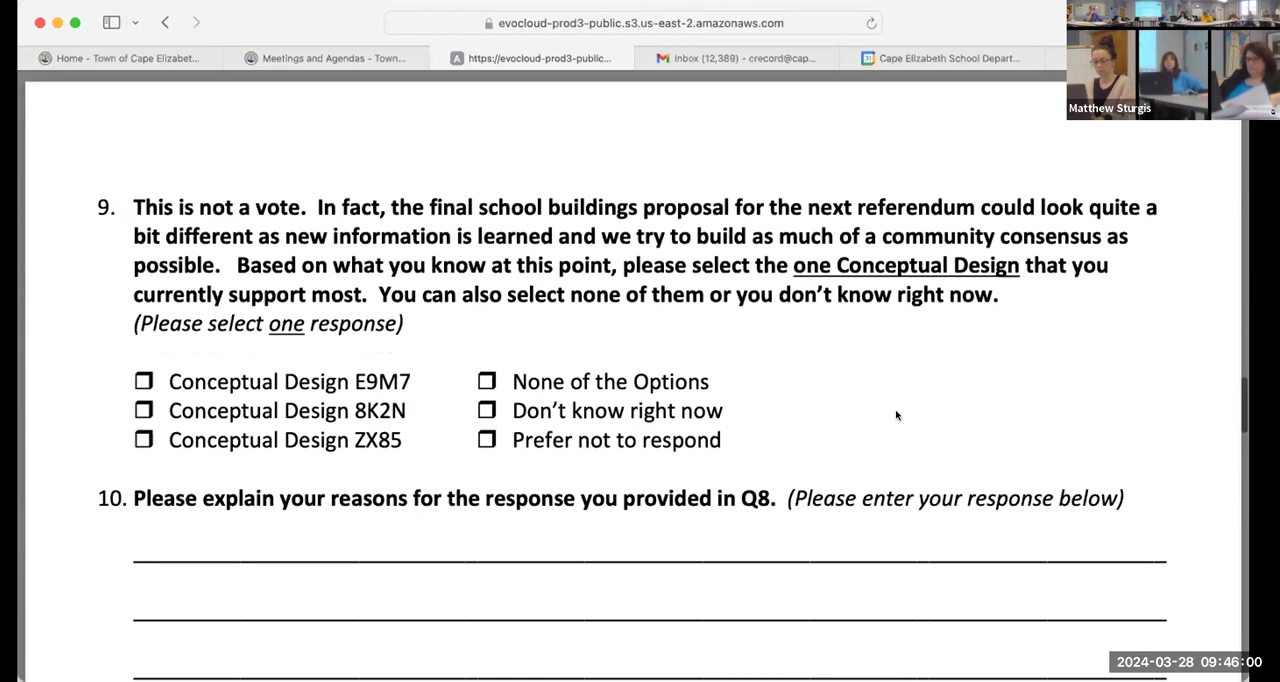 evocloud-prod3-public.s3.us-east-2.amazonaws.com
Home - Town of Cape Elizabet...
Meetings and Agendas - Town...
https://evocloud-prod3-public...
Inbox (12,389) - crecord@cap...
Cape Elizabeth School Depart...
Matthew Sturgis
9. This is not a vote. In fact, the final school buildings proposal for the next referendum could look quite a
bit different as new information is learned and we try to build as much of a community consensus as
possible. Based on what you know at this point, please select the one Conceptual Design that you
currently support most. You can also select none of them or you don't know right now.
(Please select one response)
Conceptual Design E9M7
None of the Options
Conceptual Design 8K2N
Don't know right now
Conceptual Design ZX85
Prefer not to respond
10. Please explain your reasons for the response you provided in Q8. (Please enter your response below)
2024-03-28 09:46:00